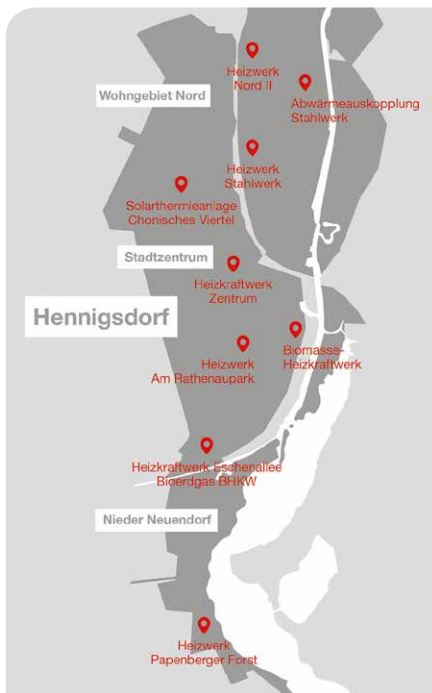 Heizwerk
Nord II
Wohngebiet Nord
Abwärmeauskopplung
Stahlwerk
Heizwerk
Stahlwerk
Solarthermieanlage
Chonisches Viertel
Stadtzentrum
Heizkraftwerk
Zentrum
Hennigsdorf
Heizwerk
Am Rathenaupark
Biomasse-
Heizkraftwerk
Heizkraftwerk Eschenallee
Bioerdgas BHKW
Nieder Neuendorf
Heizwerk
Papenberger Forst